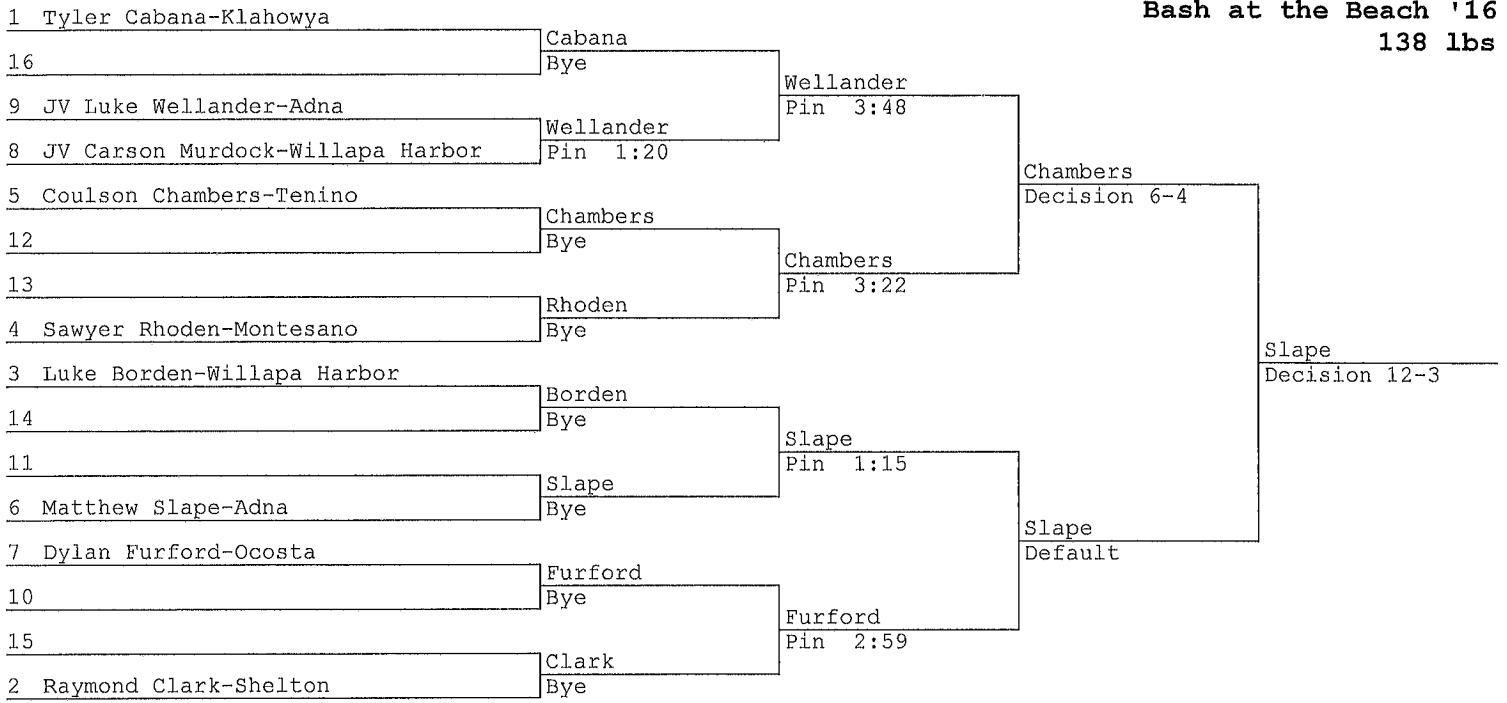 Bash at the Beach '16
138 lbs
1 Tyler Cabana-Klahowya
16
9 JV Luke Wellander-Adna
8 JV Carson Murdock-Willapa Harbor
5 Coulson Chambers-Tenino
12
13
4 Sawyer Rhoden-Montesano
3 Luke Borden-Willapa Harbor
14
11
6 Matthew Slape-Adna
7 Dylan Furford-Ocosta
10
15
2 Raymond Clark-Shelton
Cabana
Bye
Wellander
Pin 1:20
Chambers
Bye
Rhoden
Bye
Borden
Bye
Slape
Bye
Furford
Bye
Clark
Bye
Wellander
Pin 3:48
Chambers
Pin 3:22
Slape
Pin 1:15
Furford
Pin 2:59
Chambers
Decision 6-4
Slape
Default
Slape
Decision 12-3